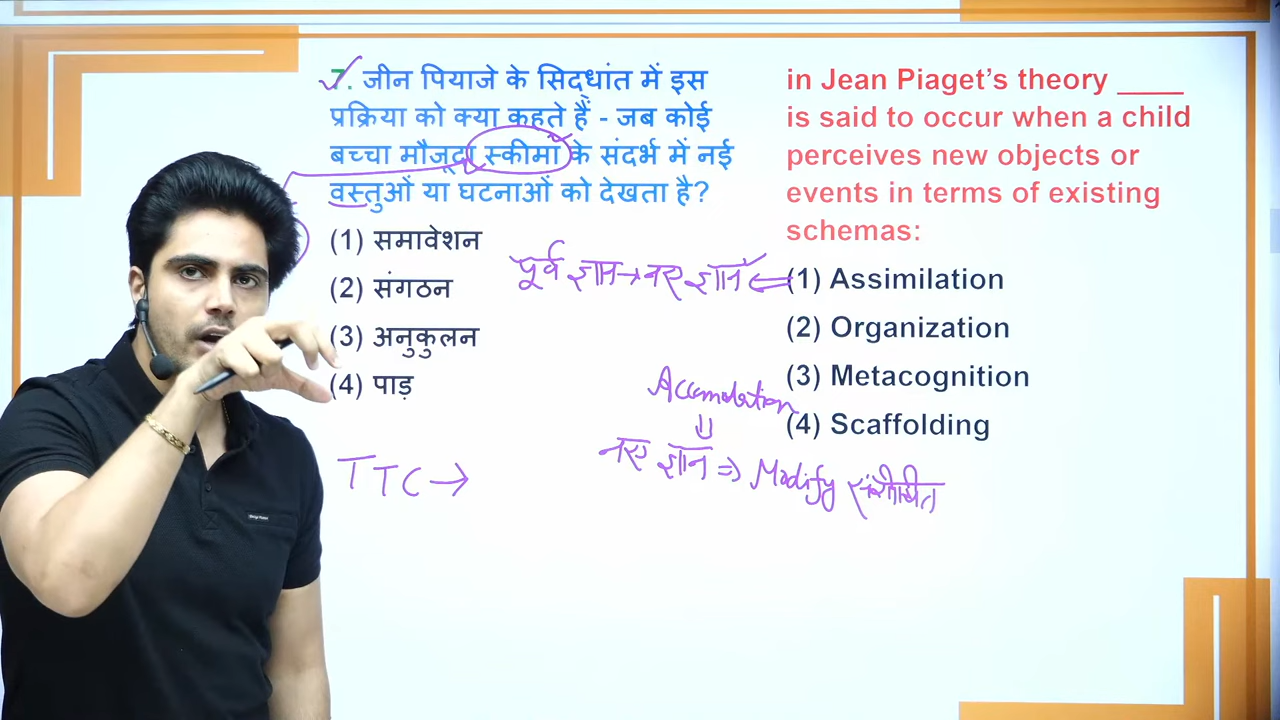 7. जीन पियाजे के सिद्धांत में इस
प्रक्रिया को क्या कहते हैं - जब कोई
बच्चा मौजूदा स्कीमा के संदर्भ में नई
वस्तुओं या घटनाओं को देखता है?
(1) समावेशन
(2) संगठन
(3) अनुकुलन
(4) पाड़
in Jean Piaget’s theory ____
is said to occur when a child
perceives new objects or
events in terms of existing
schemas:
(1) Assimilation
(2) Organization
(3) Metacognition
(4) Scaffolding
पूर्व ज्ञान → नए ज्ञान
Accomodation
नए ज्ञान ⇒ Modify संशोधित
TTC →